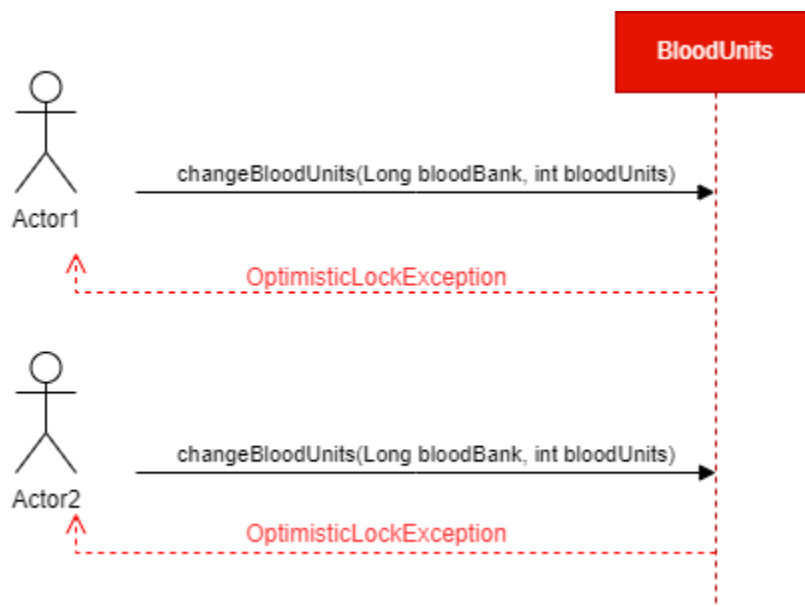 BloodUnits
changeBloodUnits(Long bloodBank, int bloodUnits)
Actor1
OptimisticLockException
changeBloodUnits(Long bloodBank, int bloodUnits)
Actor2
OptimisticLockException